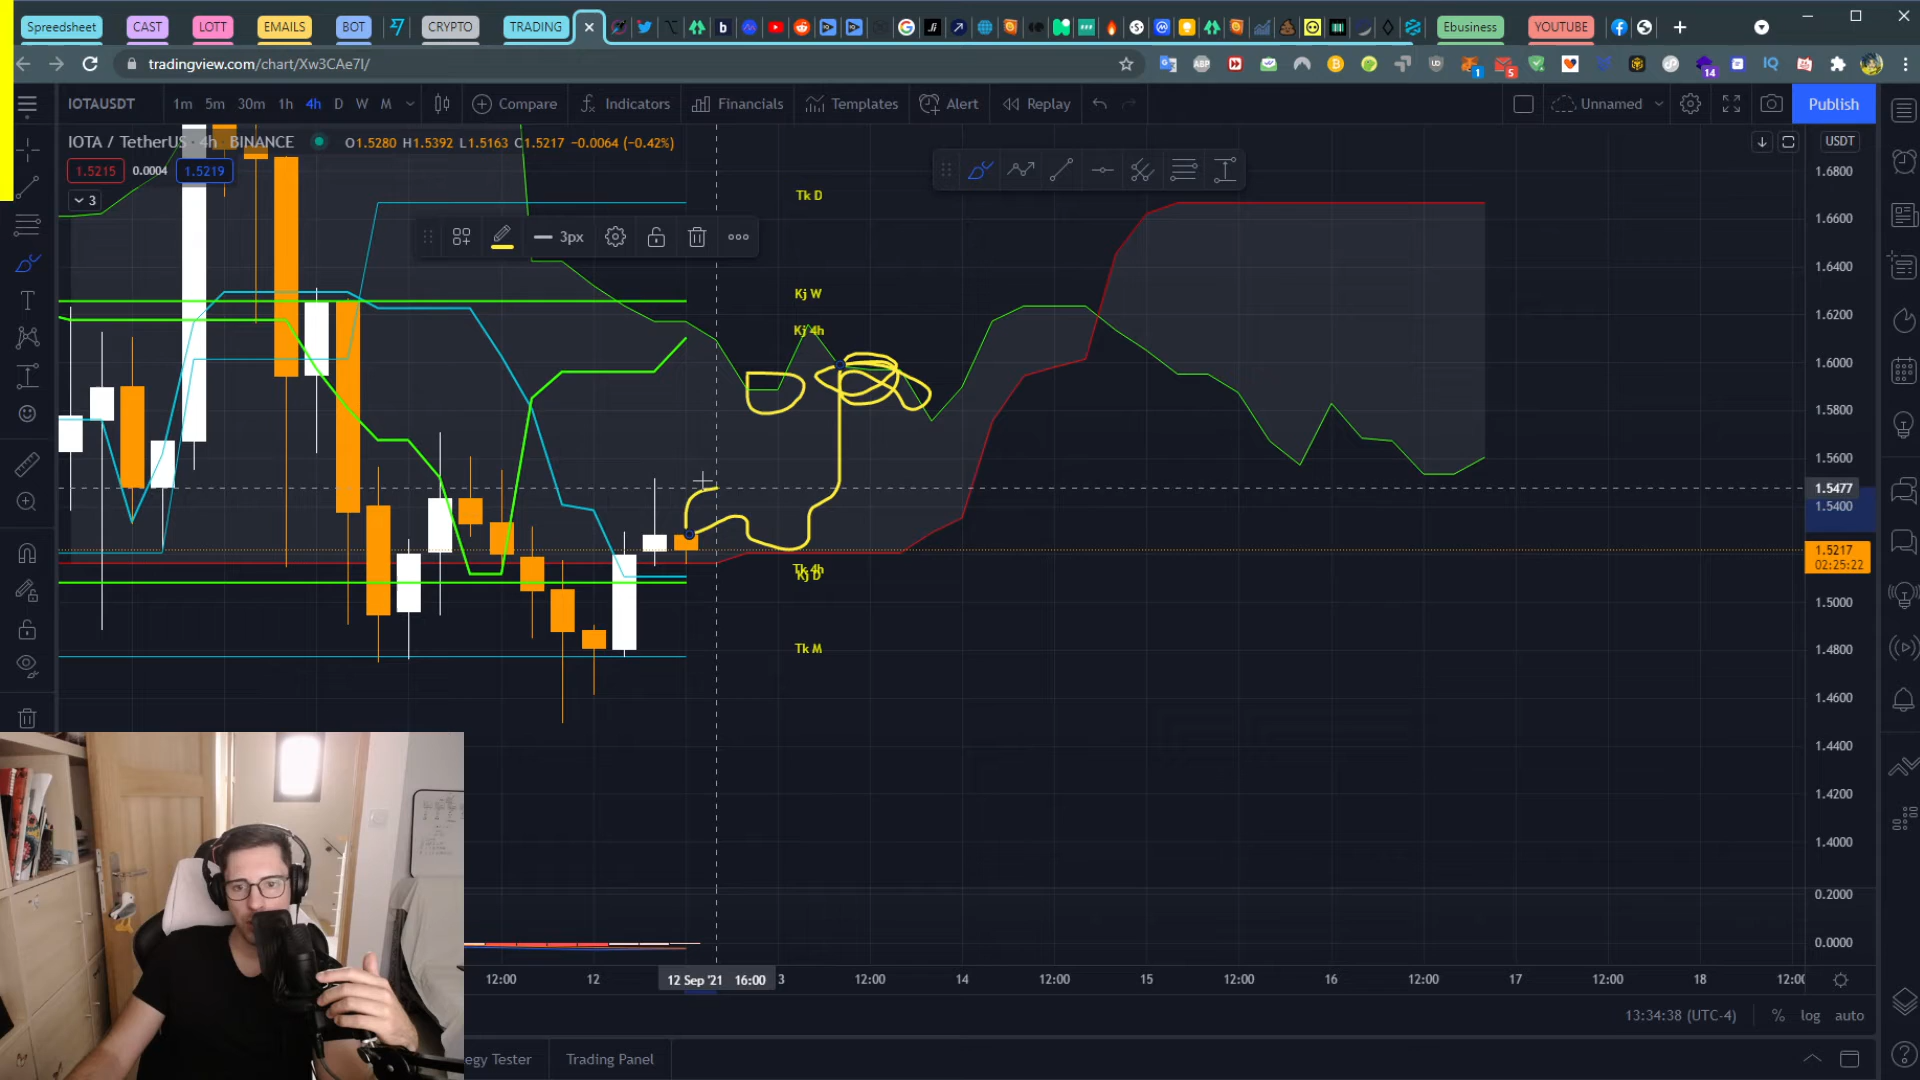 Spreedsheet CAST LOTT EMAILS BOT CRYPTO TRADING Ebusiness YOUTUBE
tradingview.com/chart/Xw3CAe7I/
IOTAUSDT 1m 5m 30m 1h 4h D W M Compare Indicators Financials Templates Alert Replay Unnamed Publish
IOTA / TetherUS · 4h · BINANCE O1.5280 H1.5392 L1.5163 C1.5217 −0.0064 (−0.42%)
USDT
1.5215 0.0004 1.5219
3
3px
Tk D
Kj W
Kj 4h
Tk 4h
Kj D
Tk M
1.6800
1.6600
1.6400
1.6200
1.6000
1.5800
1.5600
1.5477
1.5400
1.5217
02:25:22
1.5000
1.4800
1.4600
1.4400
1.4200
1.4000
0.2000
0.0000
12:00 12 12 Sep '21 16:00 3 12:00 14 12:00 15 12:00 16 12:00 17 12:00 18 12:00
13:34:38 (UTC-4) % log auto
egy Tester Trading Panel